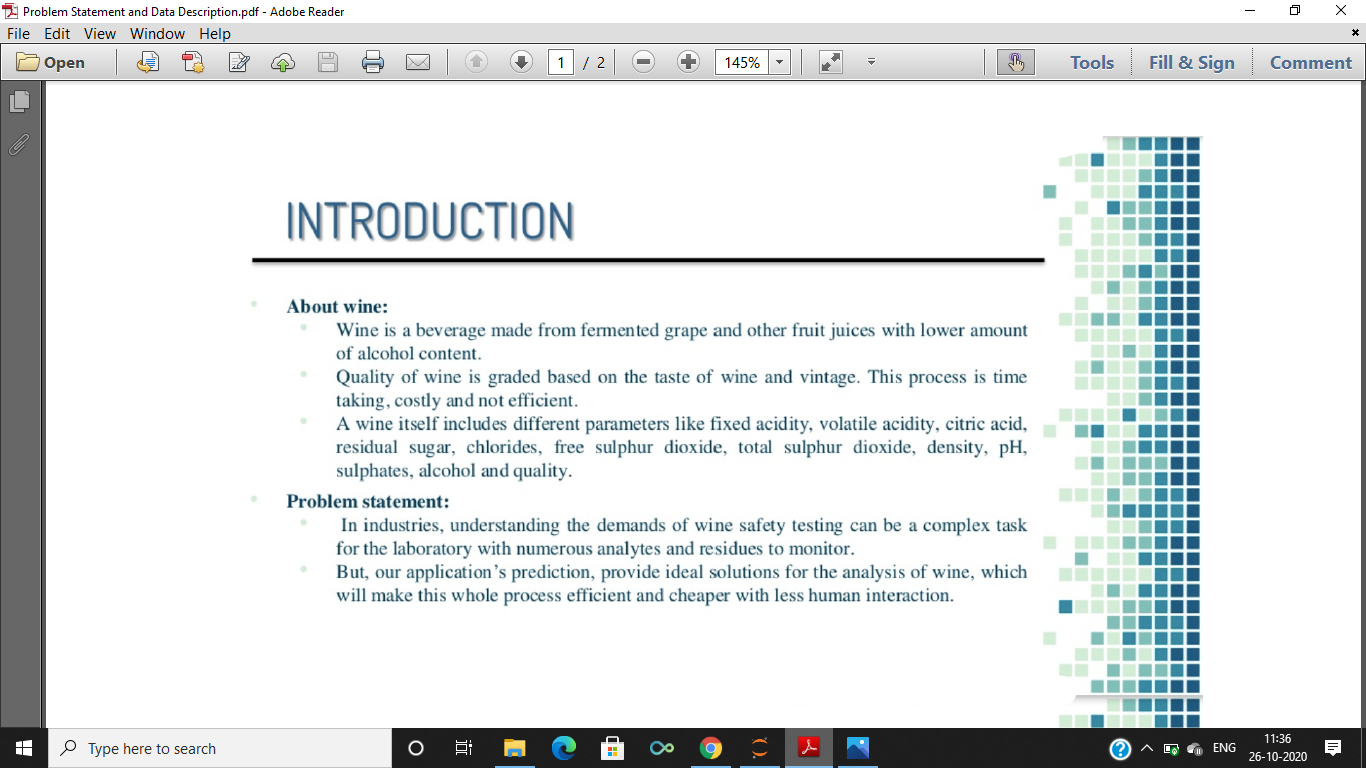 Problem Statement and Data Description.pdf - Adobe Reader
File Edit View Window Help
Open 1 / 2 145% Tools Fill & Sign Comment
INTRODUCTION
About wine:
Wine is a beverage made from fermented grape and other fruit juices with lower amount
of alcohol content.
Quality of wine is graded based on the taste of wine and vintage. This process is time
taking, costly and not efficient.
A wine itself includes different parameters like fixed acidity, volatile acidity, citric acid,
residual sugar, chlorides, free sulphur dioxide, total sulphur dioxide, density, pH,
sulphates, alcohol and quality.
Problem statement:
In industries, understanding the demands of wine safety testing can be a complex task
for the laboratory with numerous analytes and residues to monitor.
But, our application's prediction, provide ideal solutions for the analysis of wine, which
will make this whole process efficient and cheaper with less human interaction.
Type here to search
ENG
11:36
26-10-2020